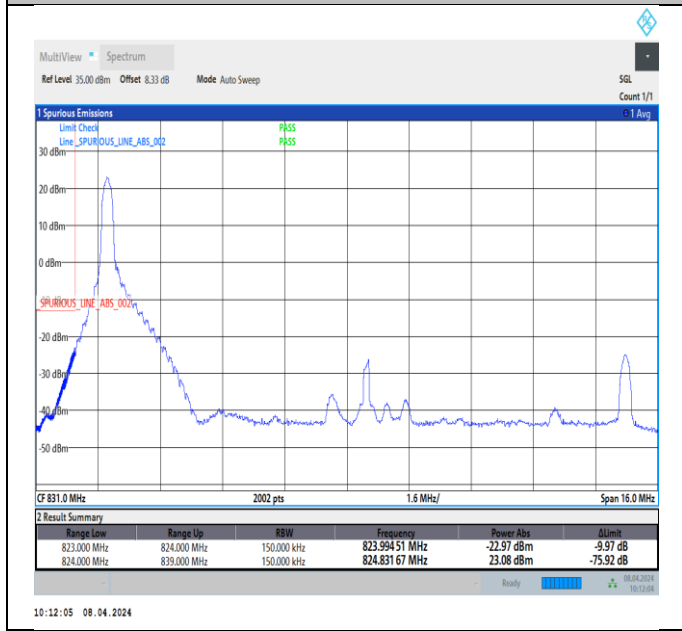 MultiView Spectrum
Ref Level 35.00 dBm Offset 8.33 dB Mode Auto Sweep SGL
Count 1/1
1 Spurious Emissions 1 Avg
Limit Check PASS
Line _SPURIOUS_LINE_ABS_002 PASS
30 dBm
20 dBm
10 dBm
0 dBm
_SPURIOUS_LINE_ABS_002
-20 dBm
-30 dBm
-40 dBm
-50 dBm
CF 831.0 MHz 2002 pts 1.6 MHz/ Span 16.0 MHz
2 Result Summary
Range Low Range Up RBW Frequency Power Abs ΔLimit
823.000 MHz 824.000 MHz 150.000 kHz 823.994 51 MHz -22.97 dBm -9.97 dB
824.000 MHz 839.000 MHz 150.000 kHz 824.831 67 MHz 23.08 dBm -75.92 dB
Ready 08.04.2024
10:12:04
10:12:05 08.04.2024